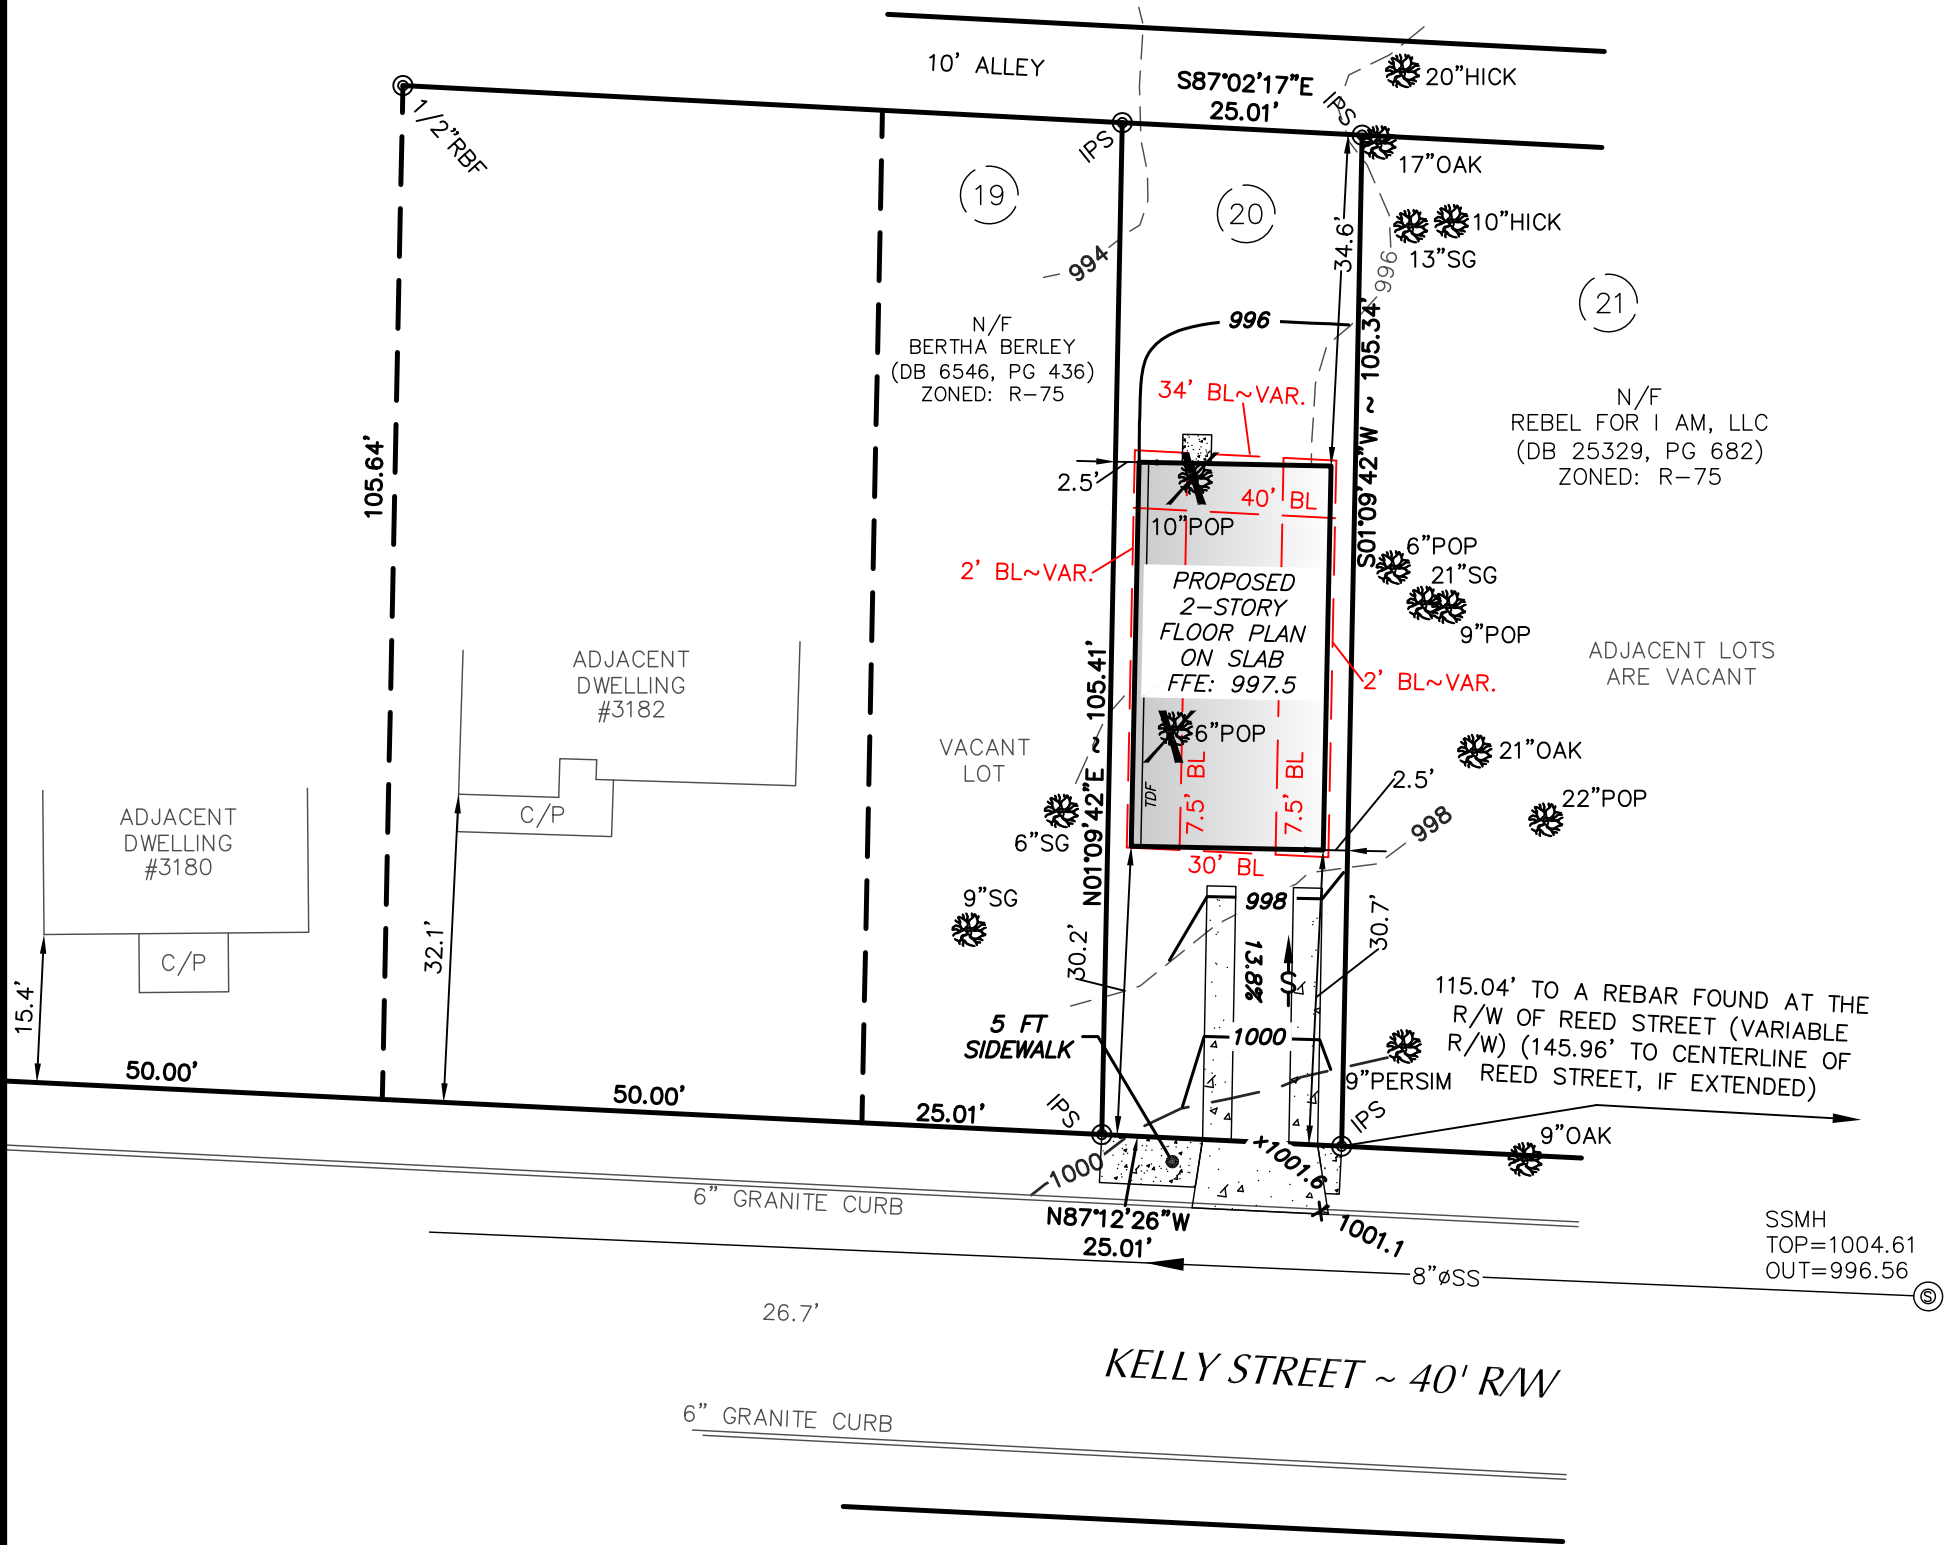 10' ALLEY
S87°02'17"E
25.01'
20"HICK
IPS
IPS
1/2"RBF
17"OAK
10"HICK
13"SG
19
20
21
34.6'
994
996
996
N/F
BERTHA BERLEY
(DB 6546, PG 436)
ZONED: R-75
34' BL~VAR.
S01°09'42"W ~ 105.34'
N/F
REBEL FOR I AM, LLC
(DB 25329, PG 682)
ZONED: R-75
105.64'
2.5'
40' BL
10"POP
2' BL~VAR.
6"POP
21"SG
9"POP
PROPOSED
2-STORY
FLOOR PLAN
ON SLAB
FFE: 997.5
ADJACENT LOTS
ARE VACANT
2' BL~VAR.
ADJACENT
DWELLING
#3182
N01°09'42"E ~ 105.41'
VACANT
LOT
6"POP
TDF
7.5' BL
7.5' BL
21"OAK
2.5'
22"POP
998
C/P
ADJACENT
DWELLING
#3180
6"SG
30' BL
9"SG
998
C/P
32.1'
15.4'
30.2'
13.8%
S
30.7'
5 FT
SIDEWALK
1000
115.04' TO A REBAR FOUND AT THE
R/W OF REED STREET (VARIABLE
R/W) (145.96' TO CENTERLINE OF
REED STREET, IF EXTENDED)
9"PERSIM
50.00'
50.00'
25.01'
IPS
IPS
9"OAK
1000
x1001.6
X 1001.1
6" GRANITE CURB
N87°12'26"W
25.01'
8"øSS
SSMH
TOP=1004.61
OUT=996.56
S
26.7'
KELLY STREET ~ 40' R/W
6" GRANITE CURB